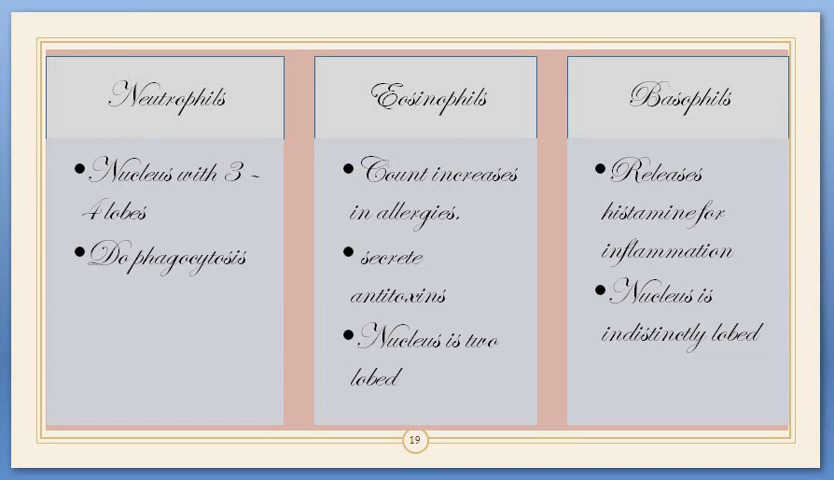 Neutrophils
• Nucleus with 3 -
4 lobes
• Do phagocytosis
Eosinophils
• Count increases
in allergies.
• secrete
antitoxins
• Nucleus is two
lobed
Basophils
• Releases
histamine for
inflammation
• Nucleus is
indistinctly lobed
19